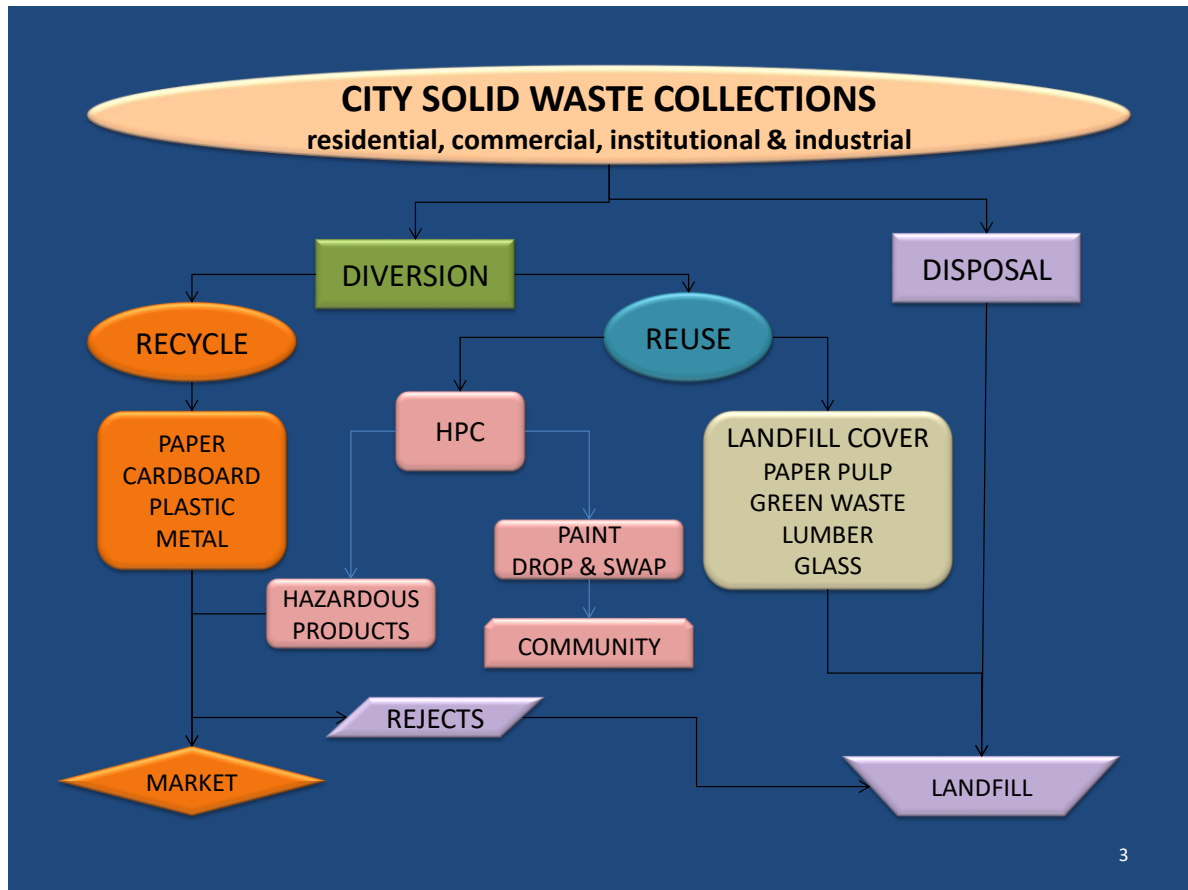 CITY SOLID WASTE COLLECTIONS
residential, commercial, institutional & industrial
DIVERSION
DISPOSAL
RECYCLE
REUSE
PAPER
CARDBOARD
PLASTIC
METAL
HPC
LANDFILL COVER
PAPER PULP
GREEN WASTE
LUMBER
GLASS
PAINT
DROP & SWAP
HAZARDOUS
PRODUCTS
COMMUNITY
REJECTS
MARKET
LANDFILL
3